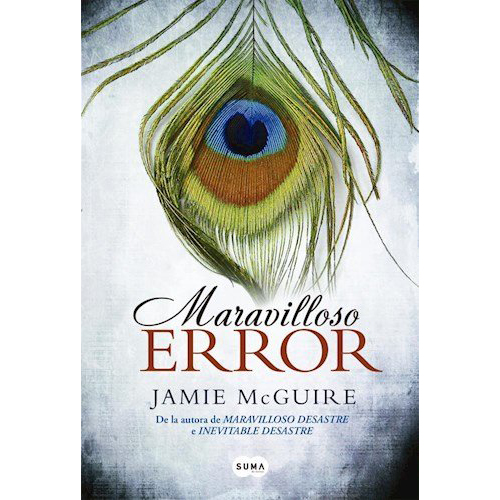 Maravilloso
ERROR
JAMIE McGUIRE
De la autora de MARAVILLOSO DESASTRE
e INEVITABLE DESASTRE
SUMA